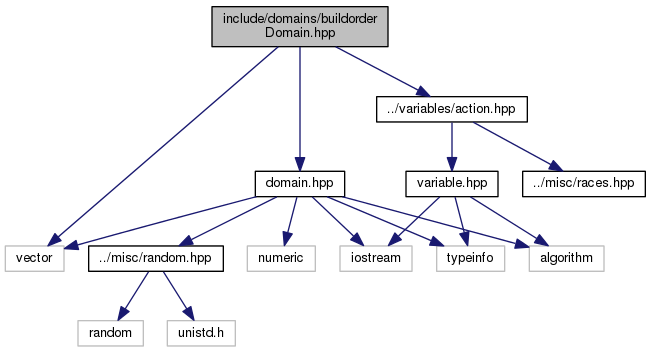 include/domains/buildorder
Domain.hpp
../variables/action.hpp
domain.hpp
variable.hpp
../misc/races.hpp
vector
../misc/random.hpp
numeric
iostream
typeinfo
algorithm
random
unistd.h